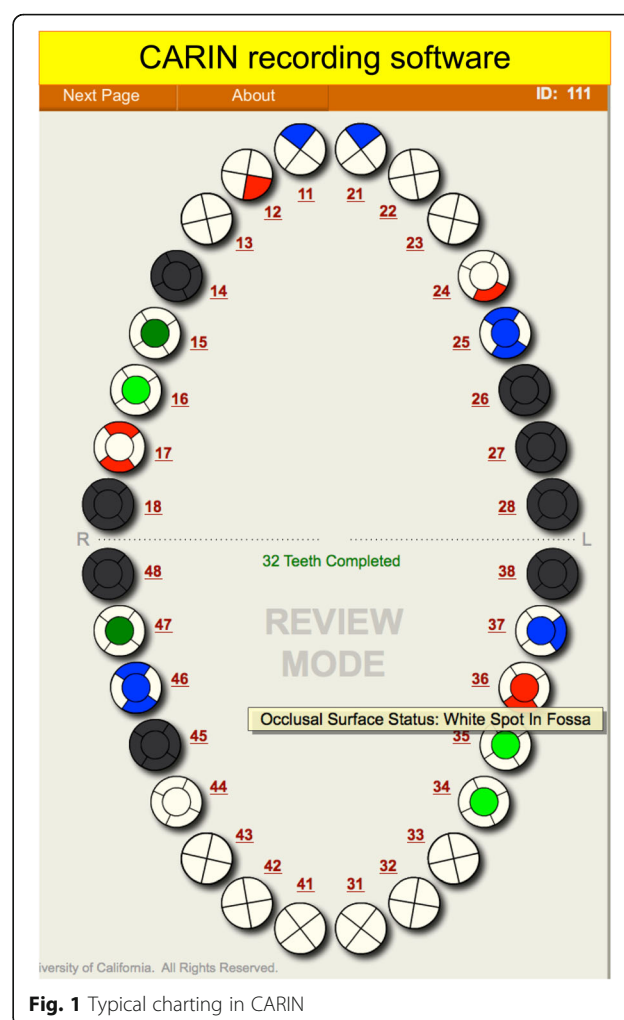 CARIN recording software
Next Page About ID: 111
11 21
12 22
13 23
14 24
15 25
16 26
17 27
18 28
R L
48 32 Teeth Completed 38
47 REVIEW 37
MODE
46 36
Occlusal Surface Status: White Spot In Fossa
45 35
44 34
43 33
42 32
41 31
iversity of California. All Rights Reserved.
Fig. 1 Typical charting in CARIN